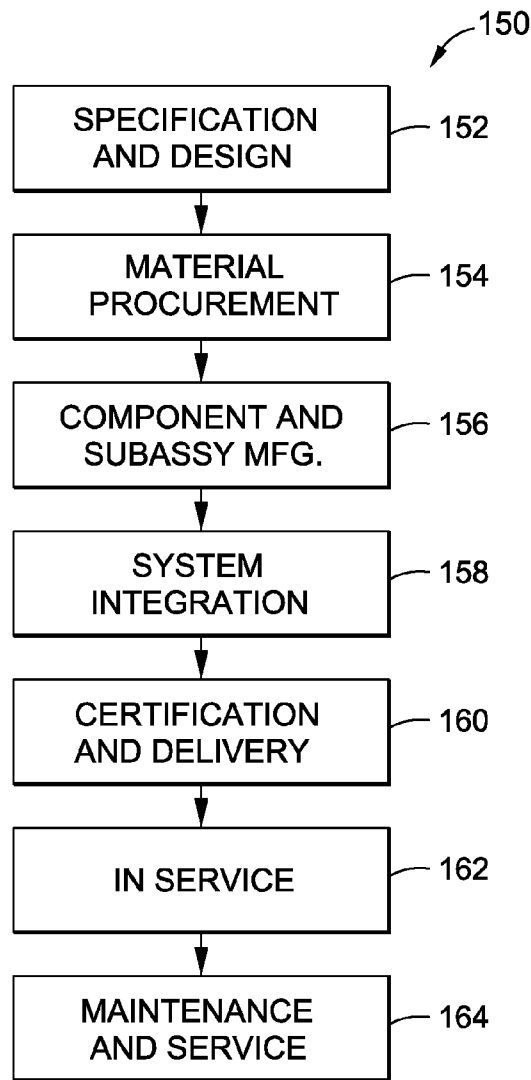 150
SPECIFICATION
AND DESIGN
152
MATERIAL
PROCUREMENT
154
COMPONENT AND
SUBASSY MFG.
156
SYSTEM
INTEGRATION
158
CERTIFICATION
AND DELIVERY
160
IN SERVICE
162
MAINTENANCE
AND SERVICE
164